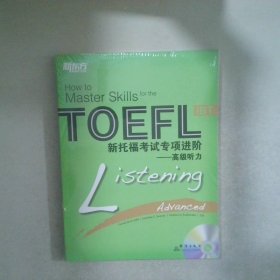 新东方
How to
Master Skills for the
TOEFL iBT
新托福考试专项进阶
——高级听力
Listening
Advanced